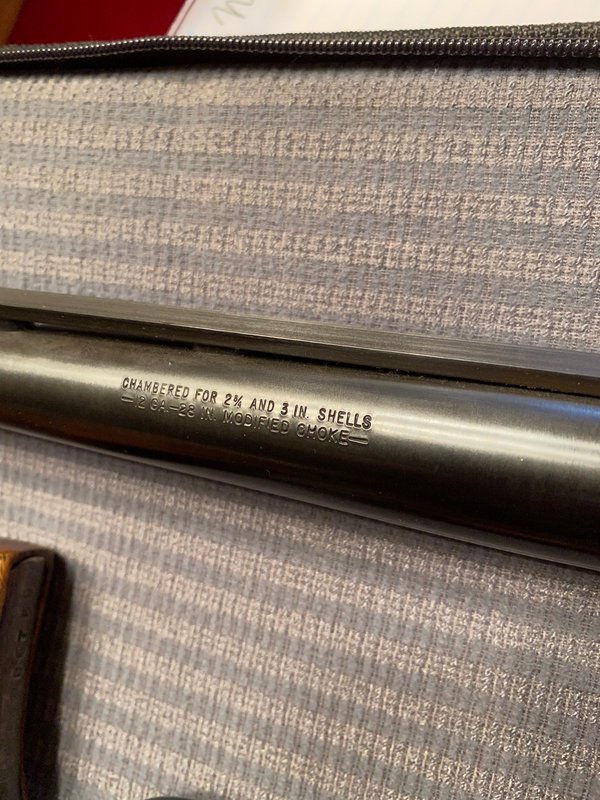 CHAMBERED FOR 2¾ AND 3 IN. SHELLS
—12 GA.—28 IN. MODIFIED CHOKE—